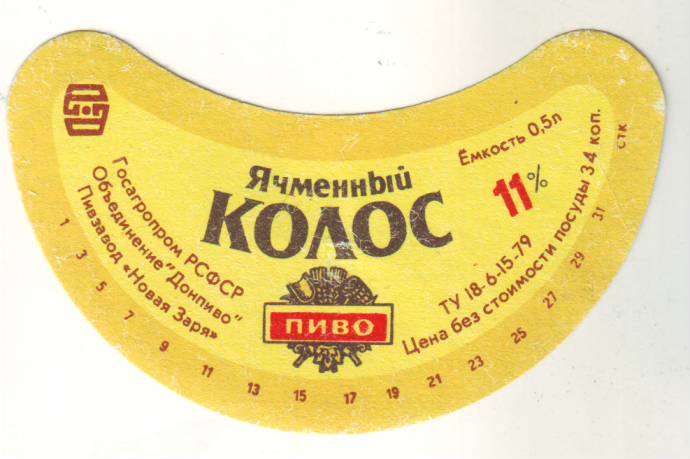 Госагропром РСФСР
Объединение "Донпиво"
Пивзавод «Новая Заря»
Ячменный
КОЛОС
ПИВО
Ёмкость 0,5л
11%
ТУ 18-6-15-79
Цена без стоимости посуды 34 коп.
СТК
1 3 5 7 9 11 13 15 17 19 21 23 25 27 29 31